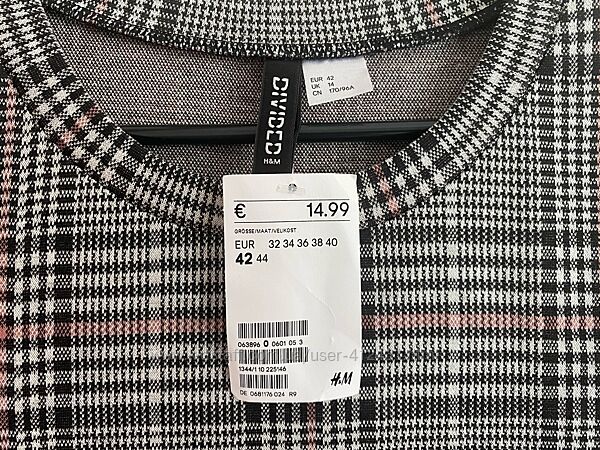 DIVIDED
H&M
EUR 42
UK 14
CN 170/96A
€ 14.99
GRÖSSE/MAAT/VELIKOST
EUR 32 34 36 38 40
42 44
063896 0 0601 05 3
1344/1 10 225146
H&M
DE 0681176 024 R9